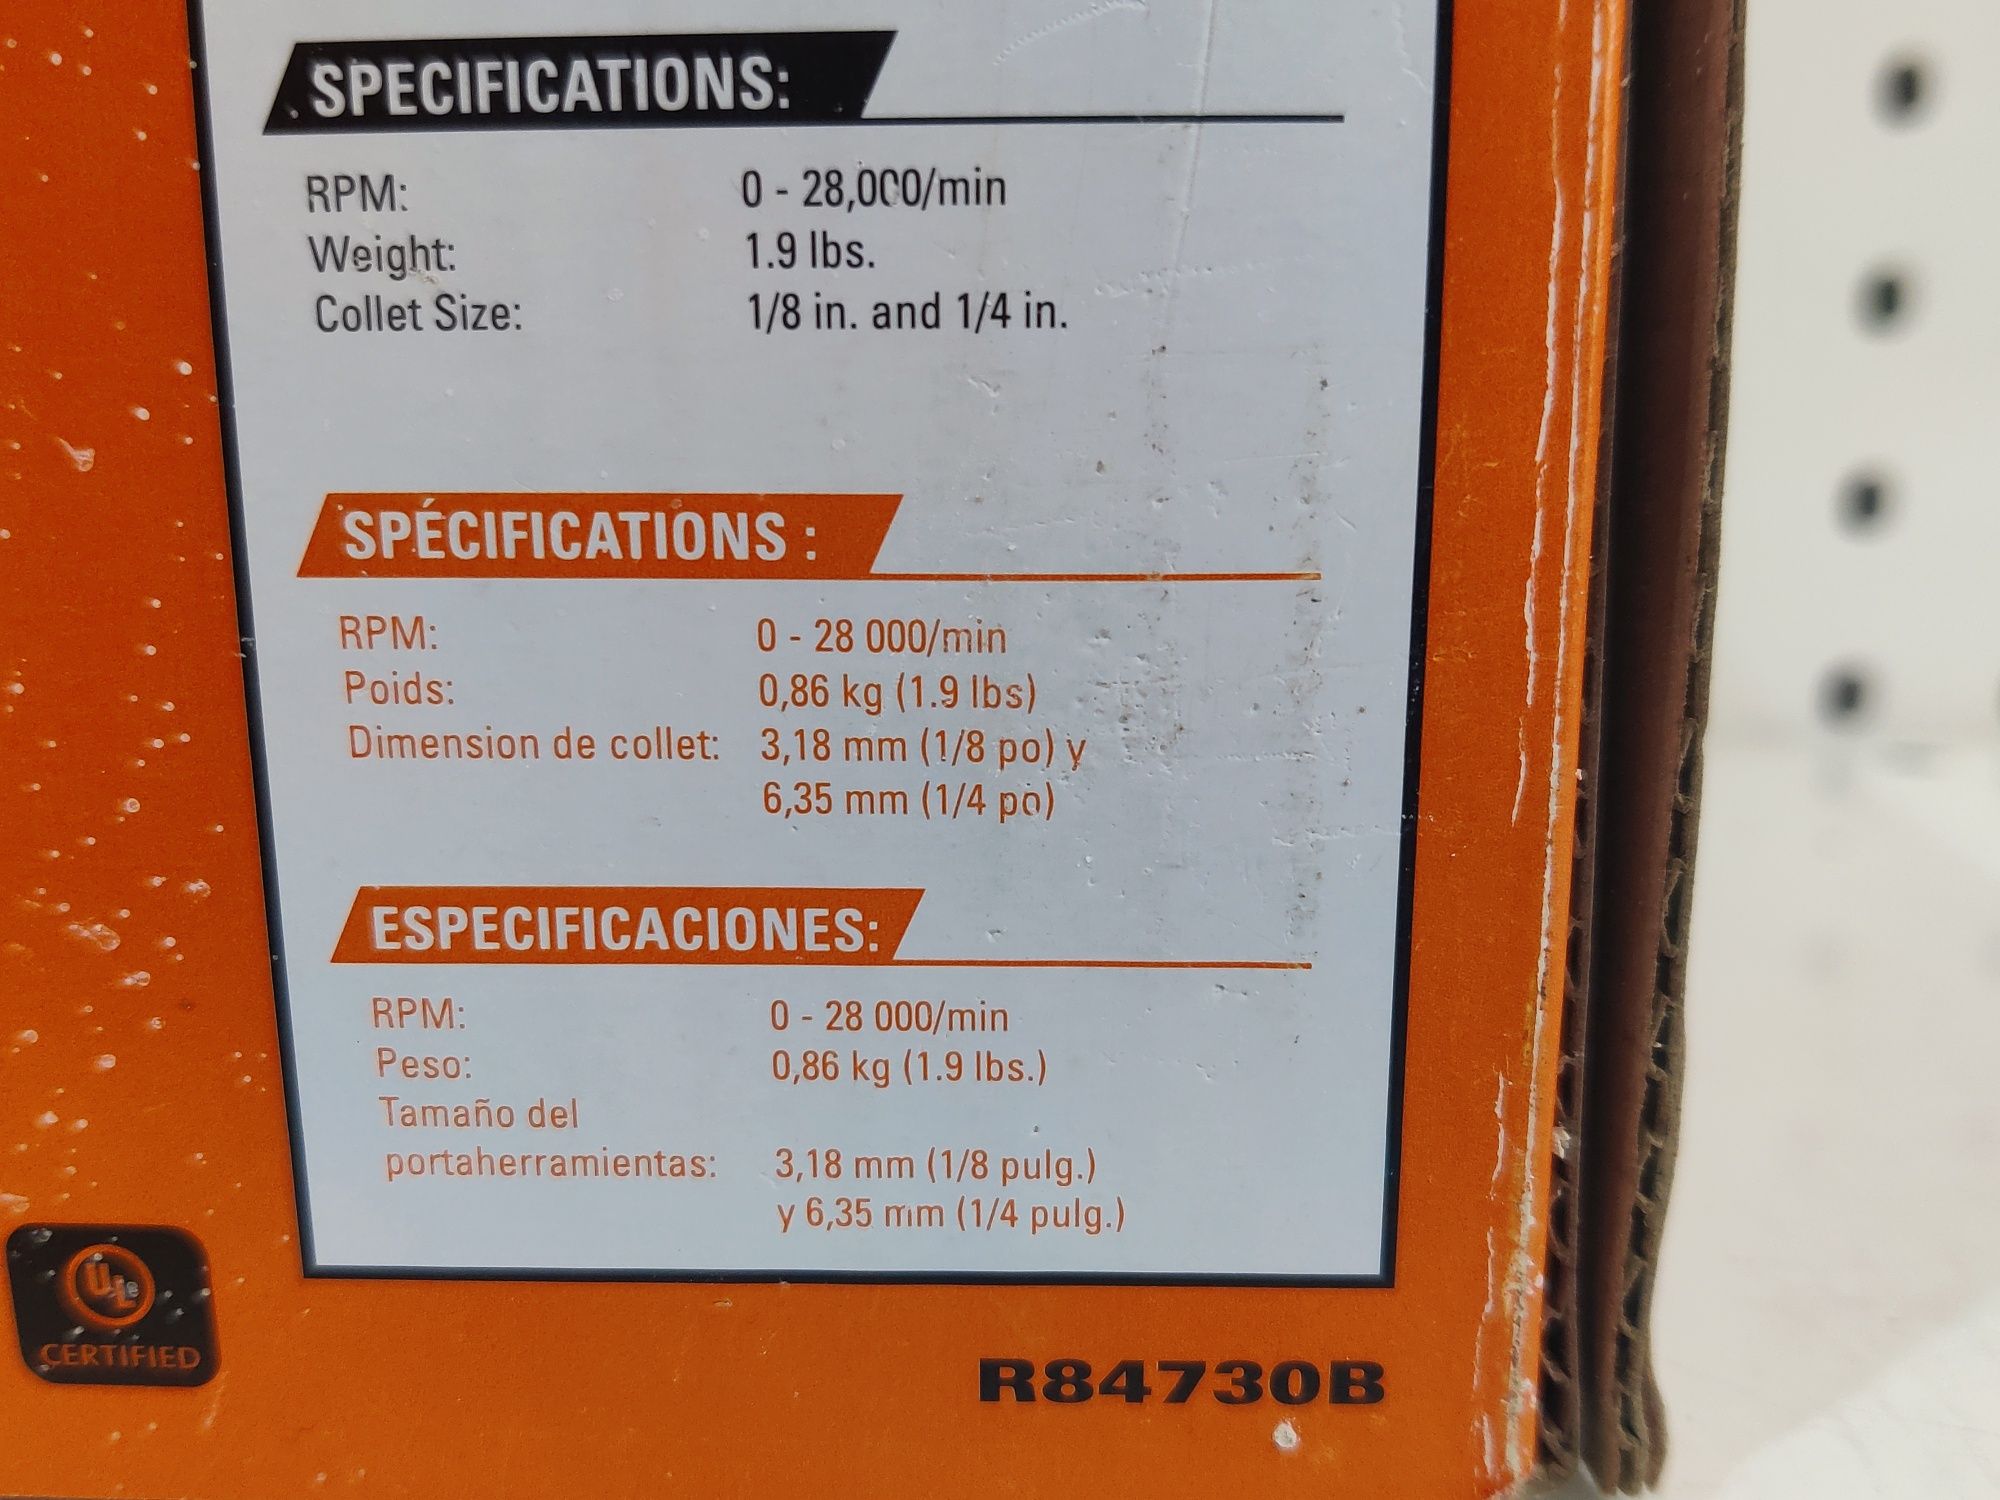 SPECIFICATIONS:
RPM: 0 - 28,000/min
Weight: 1.9 lbs.
Collet Size: 1/8 in. and 1/4 in.
SPÉCIFICATIONS :
RPM: 0 - 28 000/min
Poids: 0,86 kg (1.9 lbs)
Dimension de collet: 3,18 mm (1/8 po) y
6,35 mm (1/4 po)
ESPECIFICACIONES:
RPM: 0 - 28 000/min
Peso: 0,86 kg (1.9 lbs.)
Tamaño del
portaherramientas: 3,18 mm (1/8 pulg.)
y 6,35 mm (1/4 pulg.)
UL
CERTIFIED
R84730B